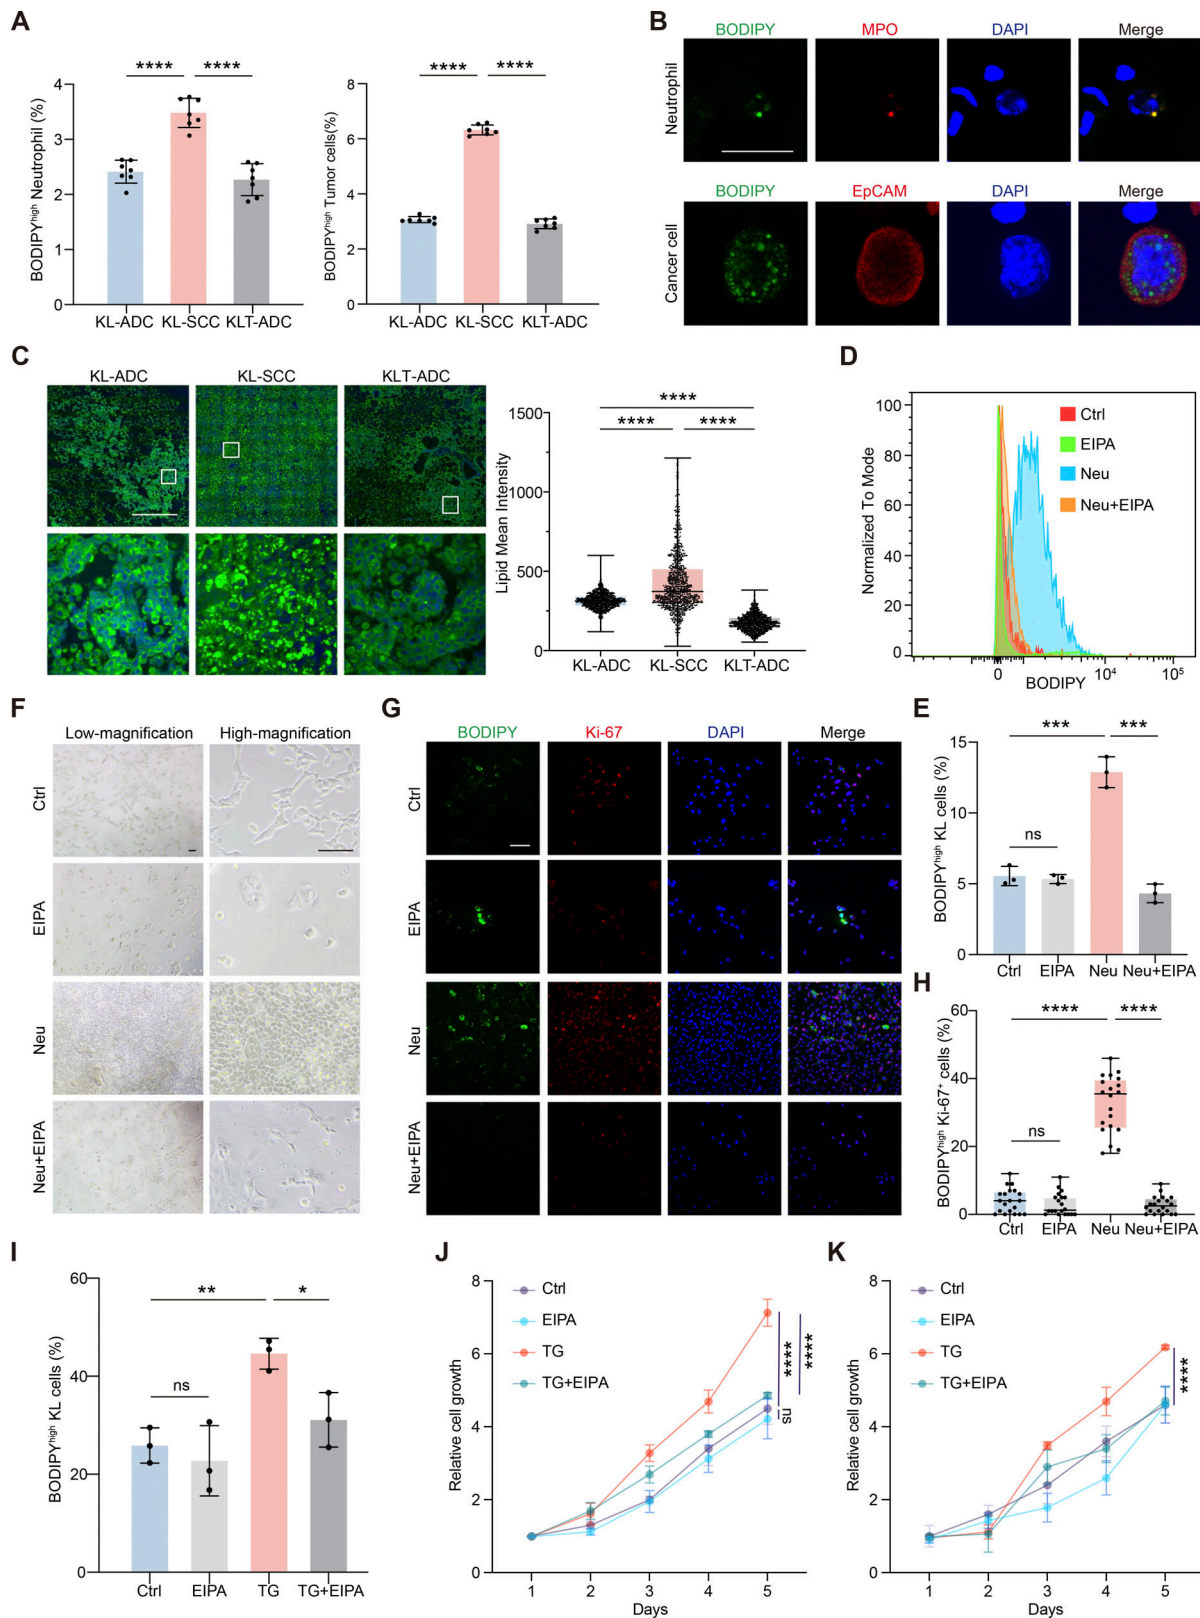 A
**** ****
BODIPYhigh Neutrophil (%)
4
3
2
1
0
KL-ADC KL-SCC KLT-ADC
**** ****
BODIPYhigh Tumor cells(%)
8
6
4
2
0
KL-ADC KL-SCC KLT-ADC
B
BODIPY MPO DAPI Merge
Neutrophil
BODIPY EpCAM DAPI Merge
Cancer cell
C
KL-ADC KL-SCC KLT-ADC
****
**** ****
Lipid Mean Intensity
1500
1000
500
0
KL-ADC KL-SCC KLT-ADC
D
Normalized To Mode
100
80
60
40
20
0
Ctrl
EIPA
Neu
Neu+EIPA
0 10^4 10^5
BODIPY
F
Low-magnification High-magnification
Ctrl
EIPA
Neu
Neu+EIPA
G
BODIPY Ki-67 DAPI Merge
Ctrl
EIPA
Neu
Neu+EIPA
E
*** ***
ns
BODIPYhigh KL cells (%)
15
10
5
0
Ctrl EIPA Neu Neu+EIPA
H
**** ****
ns
BODIPYhigh Ki-67+ cells (%)
60
40
20
0
Ctrl EIPA Neu Neu+EIPA
I
** *
ns
BODIPYhigh KL cells (%)
60
40
20
0
Ctrl EIPA TG TG+EIPA
J
Ctrl
EIPA
TG
TG+EIPA
Relative cell growth
8
6
4
2
0
****
****
ns
1 2 3 4 5
Days
K
Ctrl
EIPA
TG
TG+EIPA
Relative cell growth
8
6
4
2
0
****
1 2 3 4 5
Days